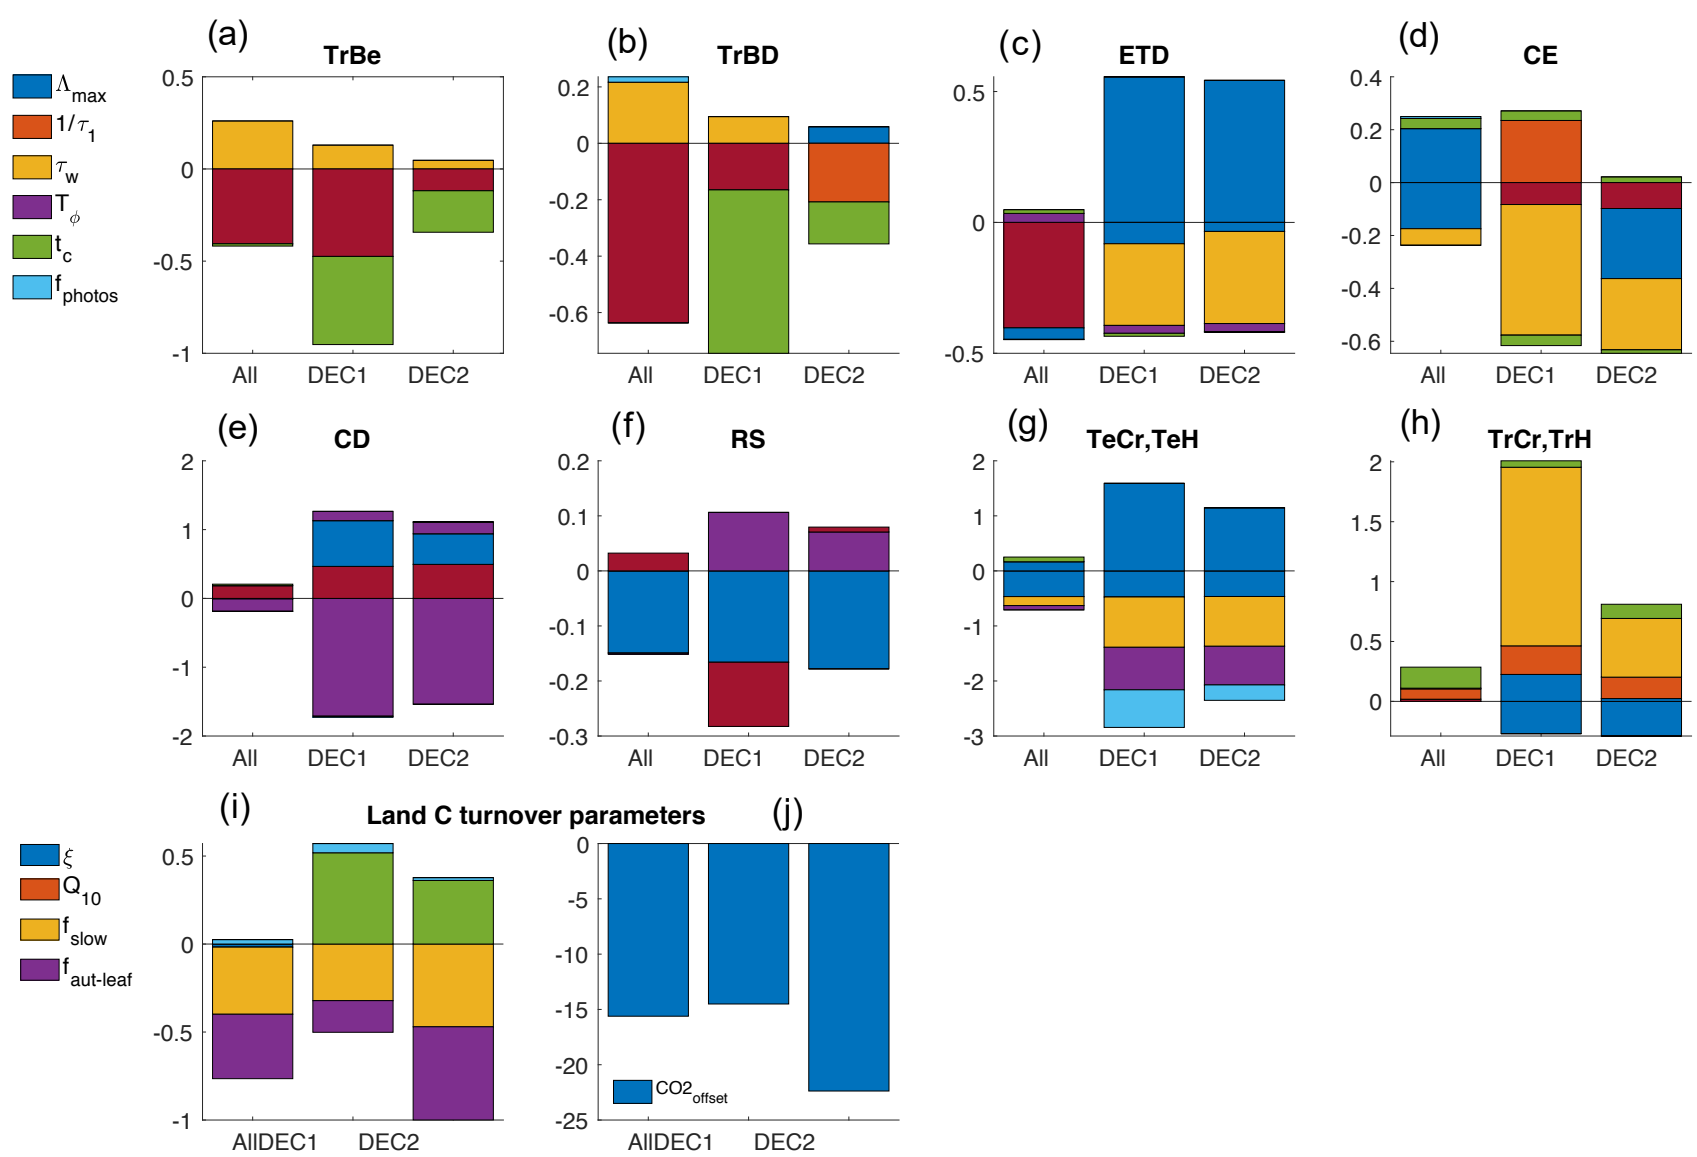 (a) (b) (c) (d)
TrBe TrBD ETD CE
Λmax
1/τ1
τw
Tϕ
tc
fphotos
0.5
0
-0.5
-1
All DEC1 DEC2
0.2
0
-0.2
-0.4
-0.6
All DEC1 DEC2
0.5
0
-0.5
All DEC1 DEC2
0.4
0.2
0
-0.2
-0.4
-0.6
All DEC1 DEC2
(e) (f) (g) (h)
CD RS TeCr,TeH TrCr,TrH
2
1
0
-1
-2
All DEC1 DEC2
0.2
0.1
0
-0.1
-0.2
-0.3
All DEC1 DEC2
2
1
0
-1
-2
-3
All DEC1 DEC2
2
1.5
1
0.5
0
All DEC1 DEC2
(i) Land C turnover parameters (j)
ξ
Q10
fslow
faut-leaf
0.5
0
-0.5
-1
AllDEC1 DEC2
0
-5
-10
-15
-20
-25
CO2offset
AllDEC1 DEC2